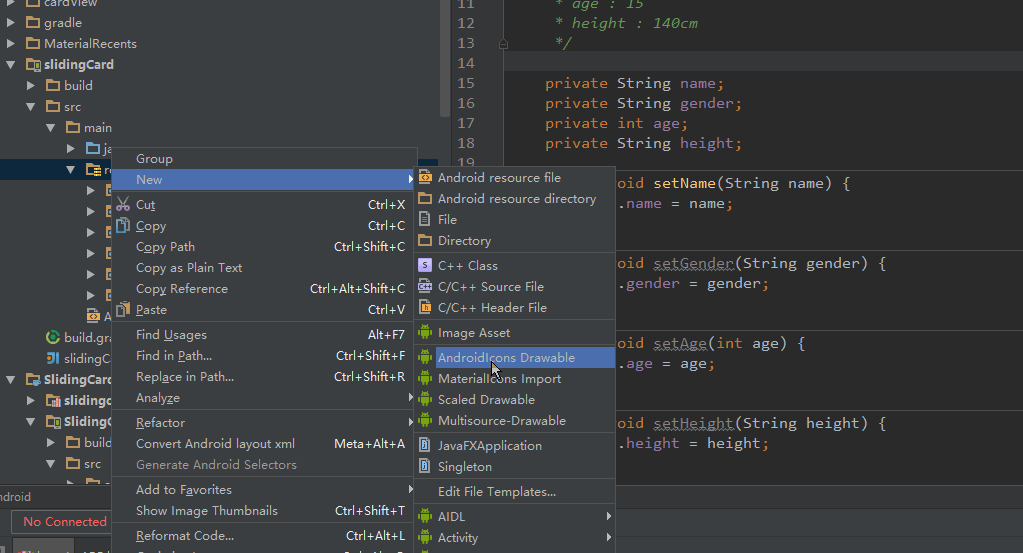 cardView
gradle
MaterialRecents
slidingCard
build
src
main
Group
New
Cut Ctrl+X
Copy Ctrl+C
Copy Path Ctrl+Shift+C
Copy as Plain Text
Copy Reference Ctrl+Alt+Shift+C
Paste Ctrl+V
Find Usages Alt+F7
Find in Path... Ctrl+Shift+F
Replace in Path... Ctrl+Shift+R
Analyze
Refactor
Convert Android layout xml Meta+Alt+A
Generate Android Selectors
Add to Favorites
Show Image Thumbnails Ctrl+Shift+T
Reformat Code... Ctrl+Alt+L
Android resource file
Android resource directory
File
Directory
C++ Class
C/C++ Source File
C/C++ Header File
Image Asset
AndroidIcons Drawable
MaterialIcons Import
Scaled Drawable
Multisource-Drawable
JavaFXApplication
Singleton
Edit File Templates...
AIDL
Activity
build.gra
slidingC
SlidingCard
slidingc
SlidingC
build
src
ndroid
No Connected
11 * age : 15
12 * height : 140cm
13 */
14
15 private String name;
16 private String gender;
17 private int age;
18 private String height;
19
oid setName(String name) {
.name = name;
oid setGender(String gender) {
.gender = gender;
oid setAge(int age) {
.age = age;
oid setHeight(String height) {
.height = height;